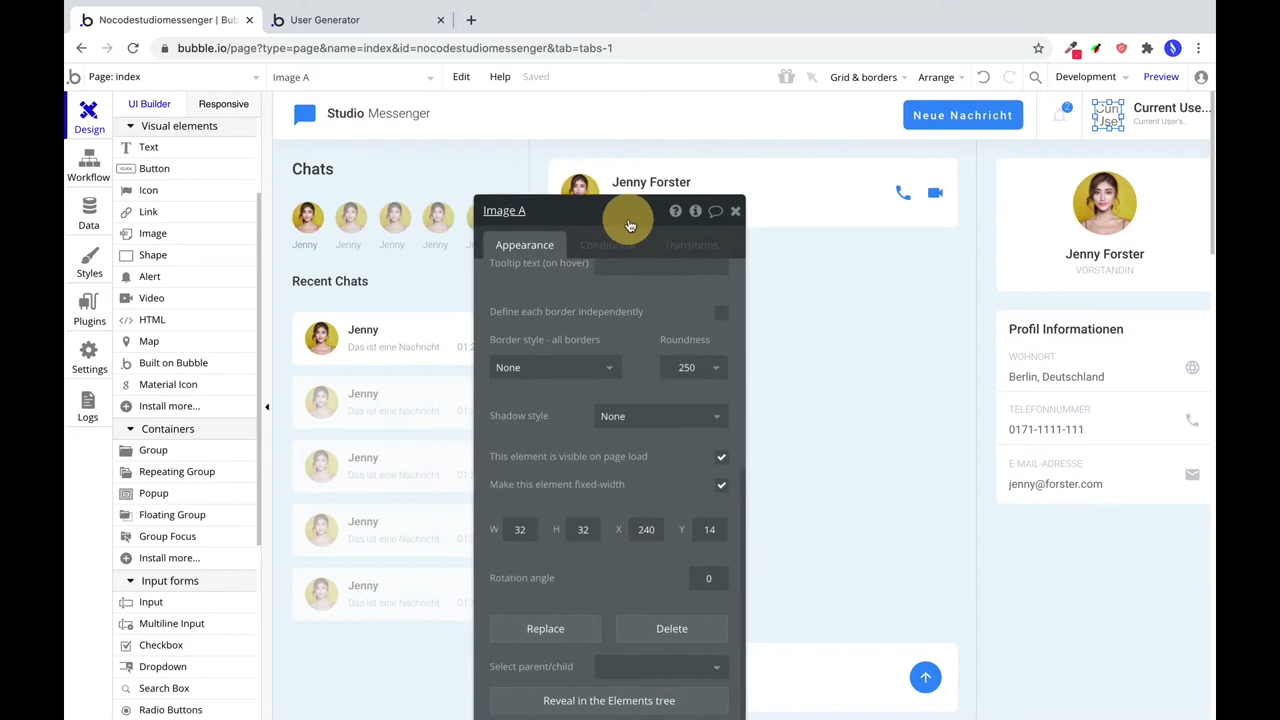 Nocodestudiomessenger | Bub
User Generator
bubble.io/page?type=page&name=index&id=nocodestudiomessenger&tab=tabs-1
Page: index
Image A
Edit
Help
Saved
Grid & borders
Arrange
Development
Preview
Design
Workflow
Data
Styles
Plugins
Settings
Logs
UI Builder
Responsive
Visual elements
Text
CLICK
Button
Icon
Link
Image
Shape
Alert
Video
HTML
Map
Built on Bubble
Material Icon
Install more...
Containers
Group
Repeating Group
Popup
Floating Group
Group Focus
Install more...
Input forms
Input
Multiline Input
Checkbox
Dropdown
Search Box
Radio Buttons
Studio Messenger
Neue Nachricht
2
Curr
Use
Current Use...
Current User's...
Chats
Jenny
Jenny
Jenny
Jenny
Recent Chats
Jenny
Das ist eine Nachricht
Jenny
Das ist eine Nachricht
Jenny
Das ist eine Nachricht
Jenny
Das ist eine Nachricht
Jenny
Das ist eine Nachricht
Jenny Forster
Image A
Appearance
Conditional
Transitions
Tooltip text (on hover)
Define each border independently
Border style - all borders
Roundness
None
250
Shadow style
None
This element is visible on page load
Make this element fixed-width
W 32 H 32 X 240 Y 14
Rotation angle
0
Replace
Delete
Select parent/child
Reveal in the Elements tree
Jenny Forster
VORSTANDIN
Profil Informationen
WOHNORT
Berlin, Deutschland
TELEFONNUMMER
0171-1111-111
E-MAIL-ADRESSE
jenny@forster.com